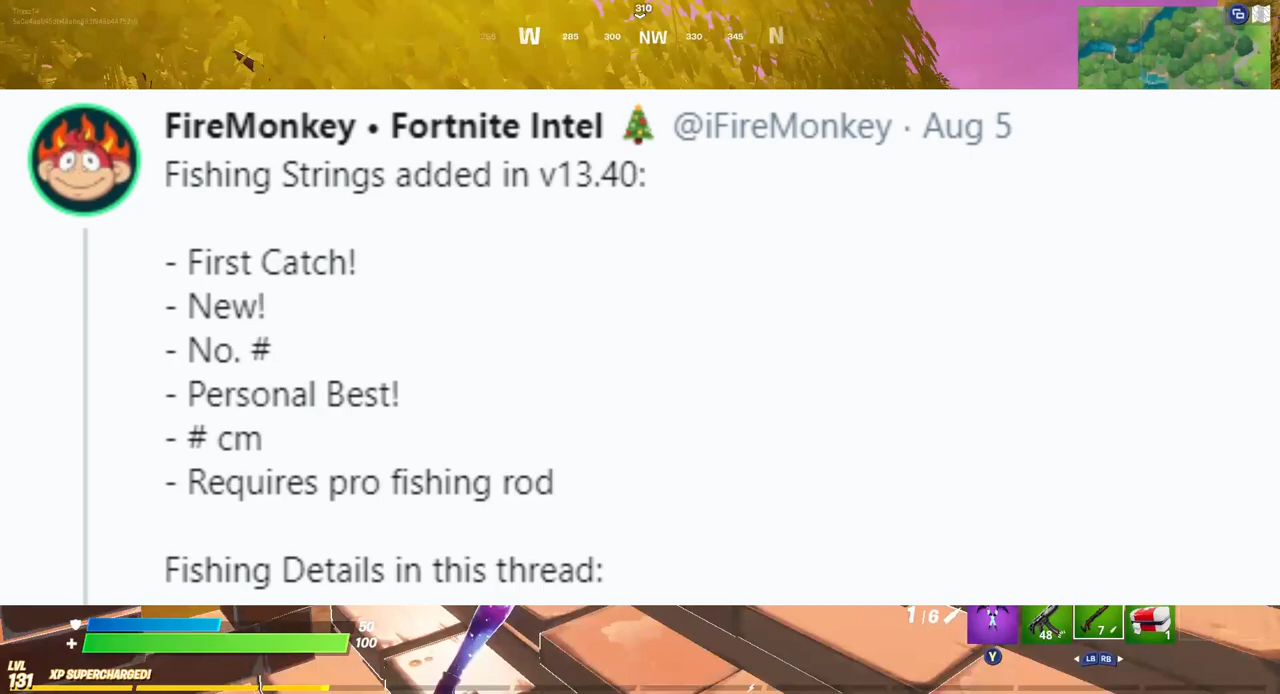 310
W 285 300 NW 330 345 N
FireMonkey • Fortnite Intel 🎄 @iFireMonkey · Aug 5
Fishing Strings added in v13.40:
- First Catch!
- New!
- No. #
- Personal Best!
- # cm
- Requires pro fishing rod
Fishing Details in this thread:
50
100
1/6
48
7
1
Y
LB RB
LVL
131
XP SUPERCHARGED!